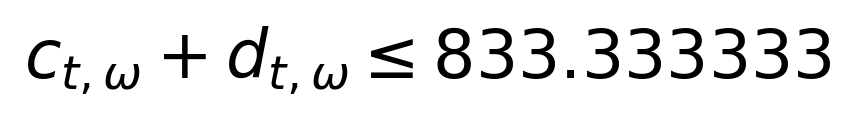 c_{t, ω} + d_{t, ω} ≤ 833.333333